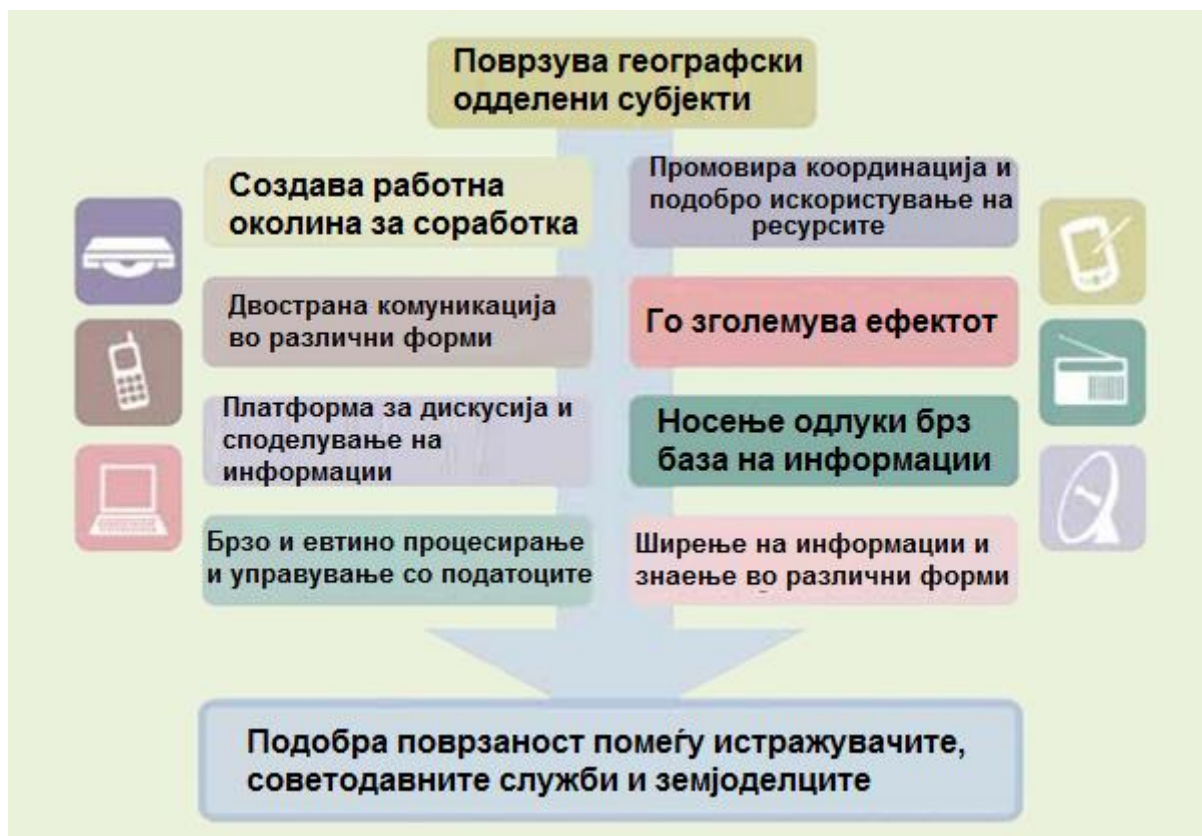 Поврзува географски
одделени субјекти
Создава работна
околина за соработка
Промовира координација и
подобро искористување на
ресурсите
Двострана комуникација
во различни форми
Го зголемува ефектот
Платформа за дискусија и
споделување на
информации
Носење одлуки брз
база на информации
Брзо и евтино процесирање
и управување со податоците
Ширење на информации и
знаење во различни форми
Подобра поврзаност помеѓу истражувачите,
советодавните служби и земјоделците